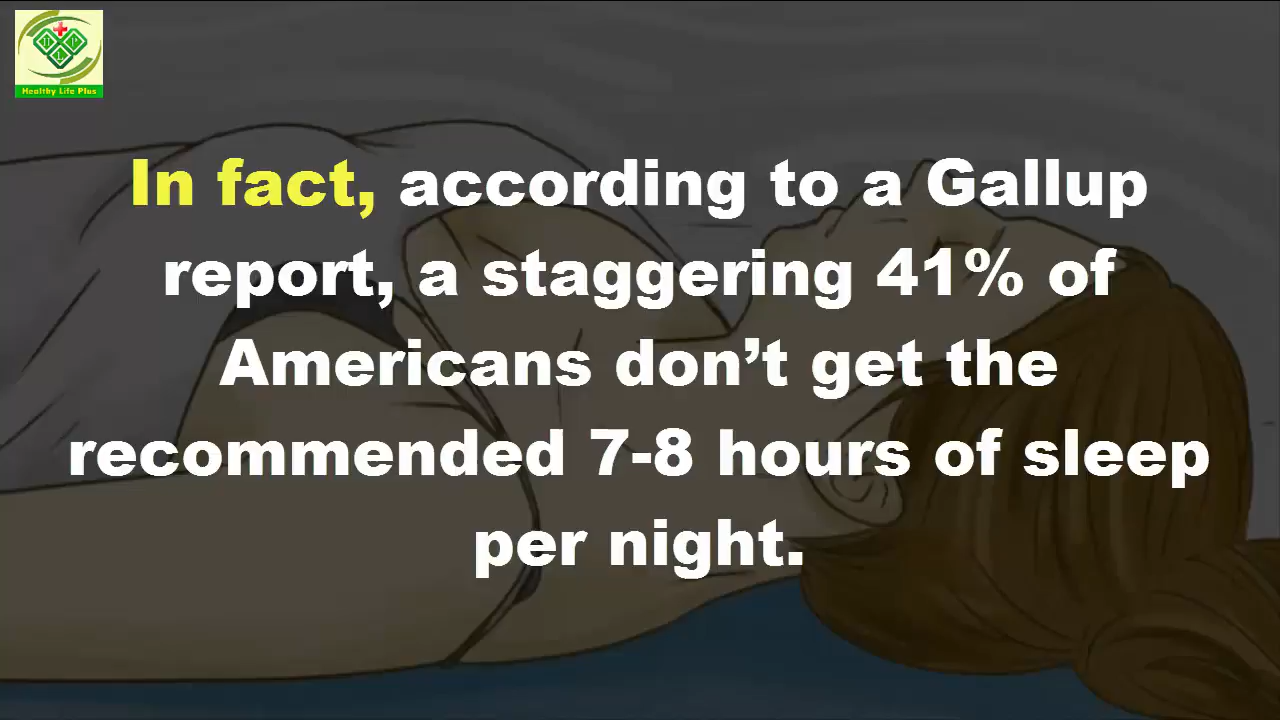 Healthy Life Plus
In fact, according to a Gallup
report, a staggering 41% of
Americans don’t get the
recommended 7-8 hours of sleep
per night.